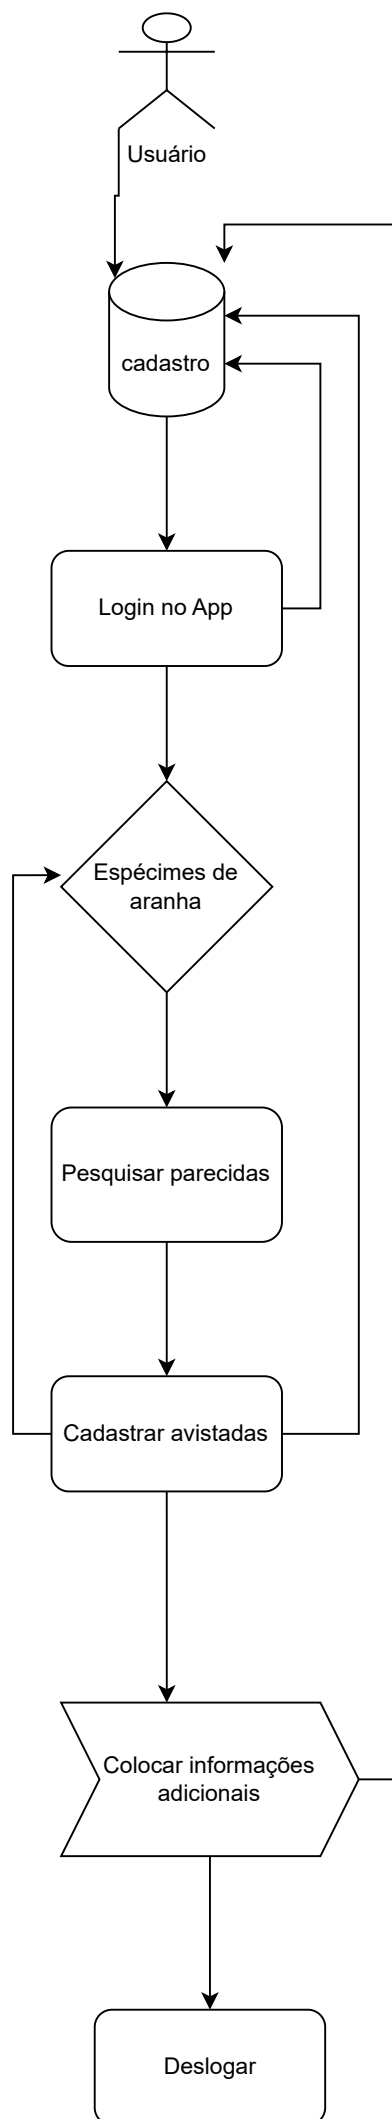 Usuário
cadastro
Login no App
Espécimes de
aranha
Pesquisar parecidas
Cadastrar avistadas
Colocar informações
adicionais
Deslogar